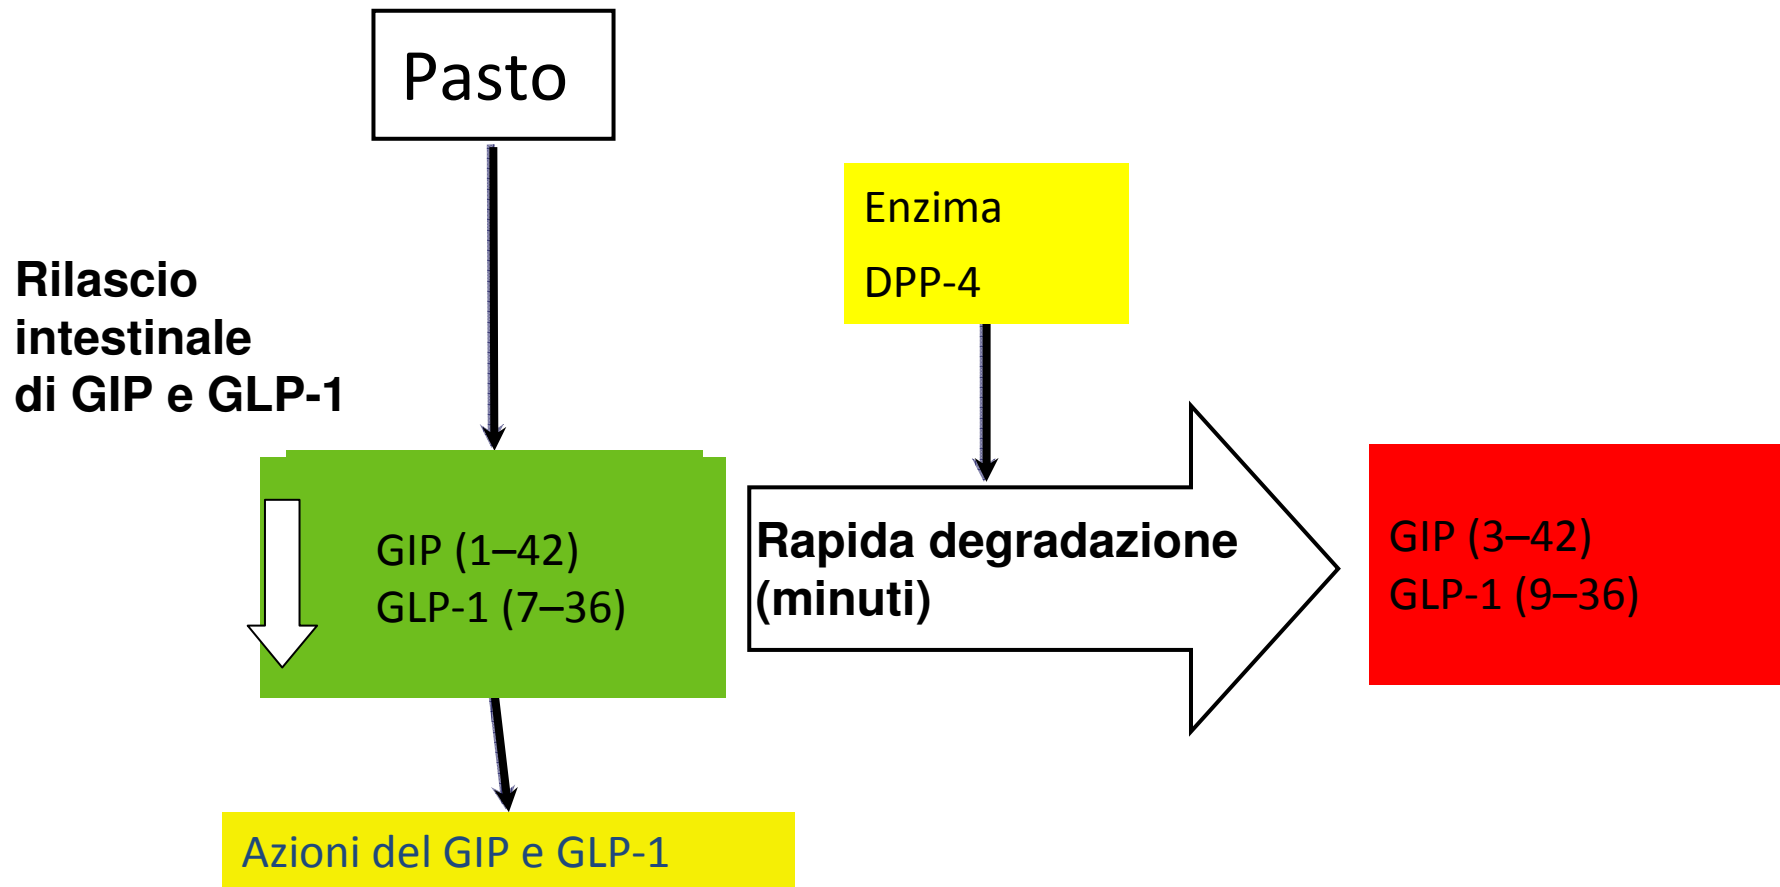 Pasto
Enzima
DPP-4
Rilascio
intestinale
di GIP e GLP-1
GIP (1–42)
GLP-1 (7–36)
Rapida degradazione
(minuti)
GIP (3–42)
GLP-1 (9–36)
Azioni del GIP e GLP-1